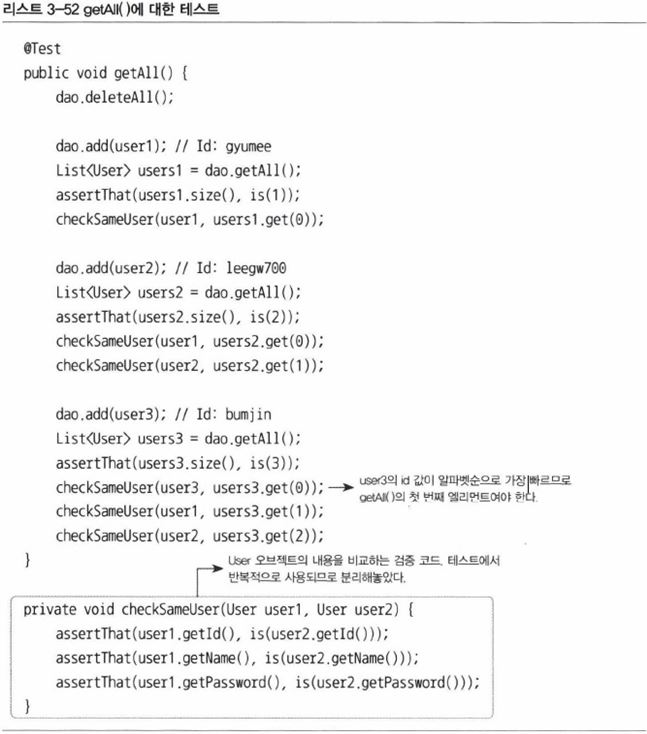 리스트 3-52 getAll( )에 대한 테스트
@Test
public void getAll() {
dao.deleteAll();
dao.add(user1); // Id: gyumee
List<User> users1 = dao.getAll();
assertThat(users1.size(), is(1));
checkSameUser(user1, users1.get(0));
dao.add(user2); // Id: leegw700
List<User> users2 = dao.getAll();
assertThat(users2.size(), is(2));
checkSameUser(user1, users2.get(0));
checkSameUser(user2, users2.get(1));
dao.add(user3); // Id: bumjin
List<User> users3 = dao.getAll();
assertThat(users3.size(), is(3));
checkSameUser(user3, users3.get(0));
user3의 id 값이 알파벳순으로 가장 빠르므로
getAll( )의 첫 번째 엘리먼트여야 한다.
checkSameUser(user1, users3.get(1));
checkSameUser(user2, users3.get(2));
}
User 오브젝트의 내용을 비교하는 검증 코드. 테스트에서
반복적으로 사용되므로 분리해놓았다.
private void checkSameUser(User user1, User user2) {
assertThat(user1.getId(), is(user2.getId()));
assertThat(user1.getName(), is(user2.getName()));
assertThat(user1.getPassword(), is(user2.getPassword()));
}